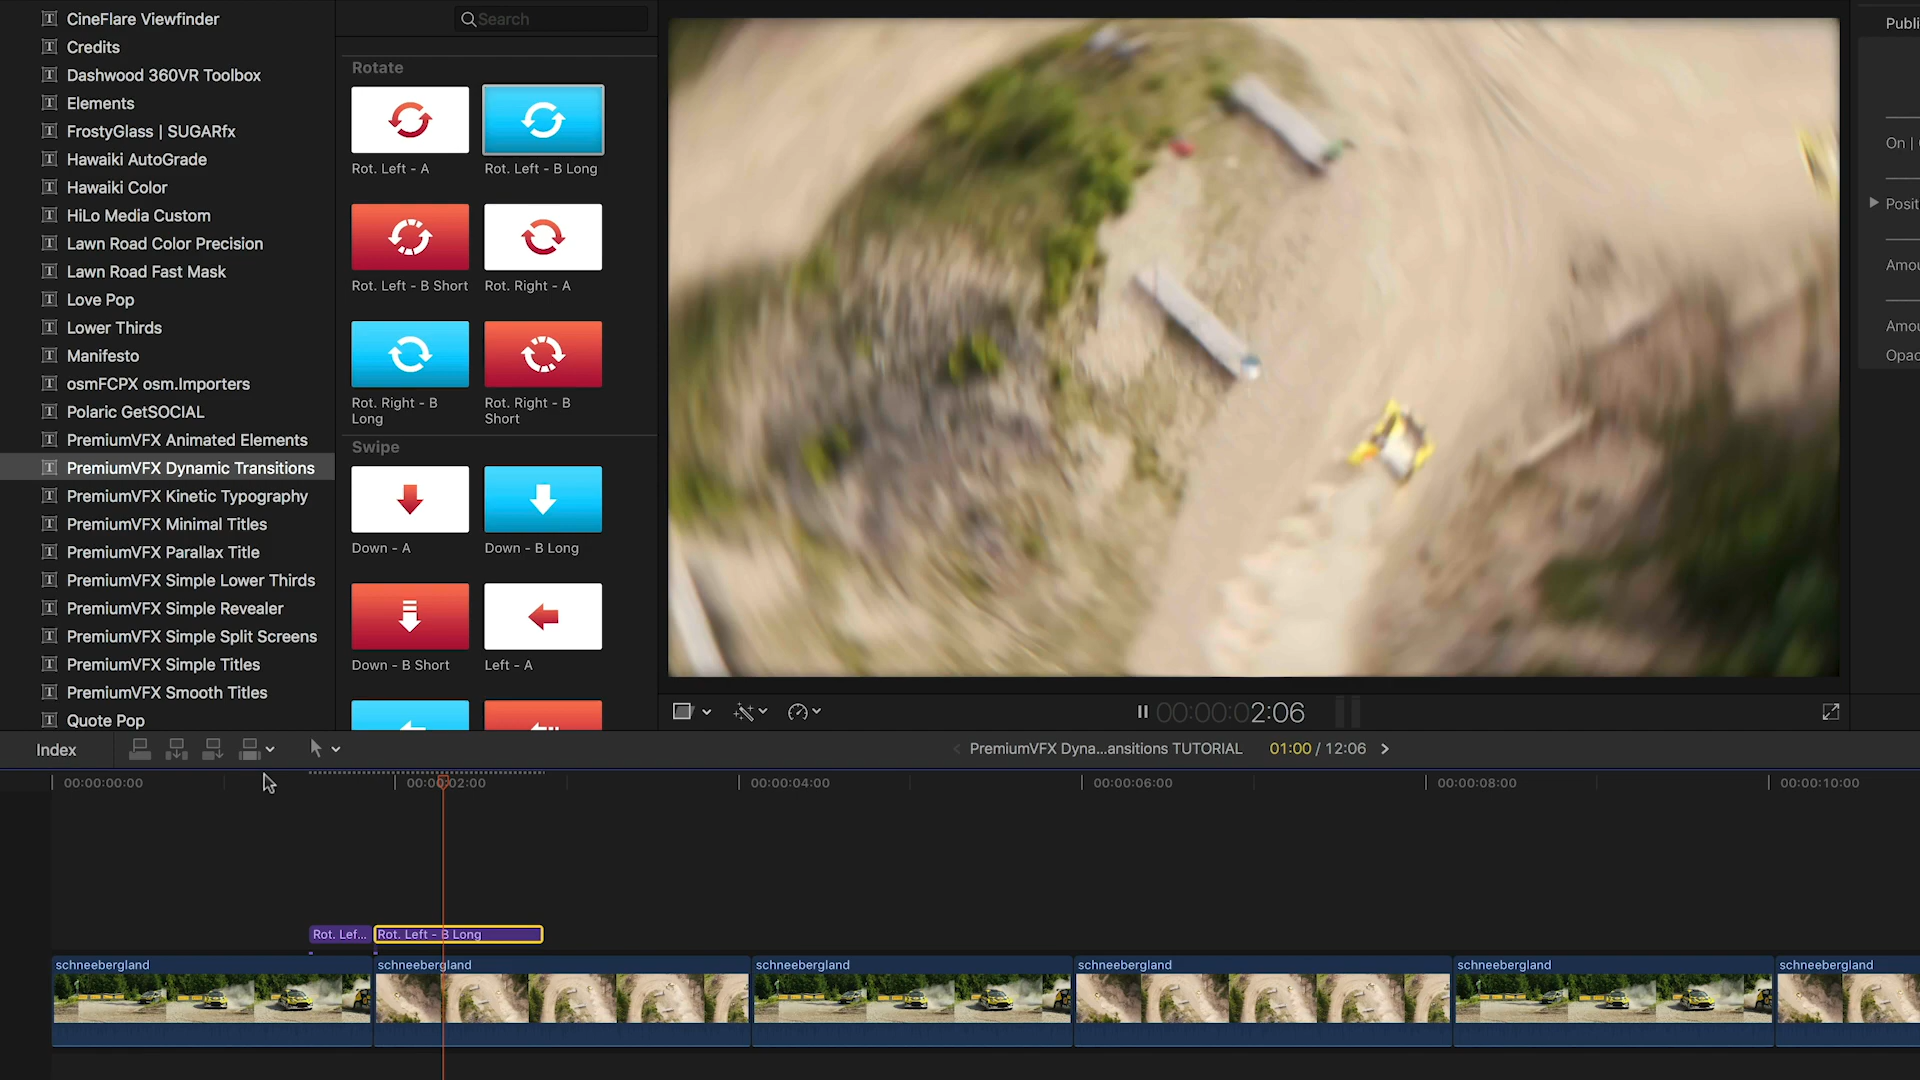 CineFlare Viewfinder
Credits
Dashwood 360VR Toolbox
Elements
FrostyGlass | SUGARfx
Hawaiki AutoGrade
Hawaiki Color
HiLo Media Custom
Lawn Road Color Precision
Lawn Road Fast Mask
Love Pop
Lower Thirds
Manifesto
osmFCPX osm.Importers
Polaric GetSOCIAL
PremiumVFX Animated Elements
PremiumVFX Dynamic Transitions
PremiumVFX Kinetic Typography
PremiumVFX Minimal Titles
PremiumVFX Parallax Title
PremiumVFX Simple Lower Thirds
PremiumVFX Simple Revealer
PremiumVFX Simple Split Screens
PremiumVFX Simple Titles
PremiumVFX Smooth Titles
Quote Pop
Search
Rotate
Rot. Left - A
Rot. Left - B Long
Rot. Left - B Short
Rot. Right - A
Rot. Right - B
Long
Rot. Right - B
Short
Swipe
Down - A
Down - B Long
Down - B Short
Left - A
Publi
On |
Posit
Amou
Amou
Opac
00:00:02:06
Index
PremiumVFX Dyna...ansitions TUTORIAL
01:00 / 12:06
00:00:00:00
00:00:02:00
00:00:04:00
00:00:06:00
00:00:08:00
00:00:10:00
Rot. Lef...
Rot. Left - B Long
schneebergland
schneebergland
schneebergland
schneebergland
schneebergland
schneebergland